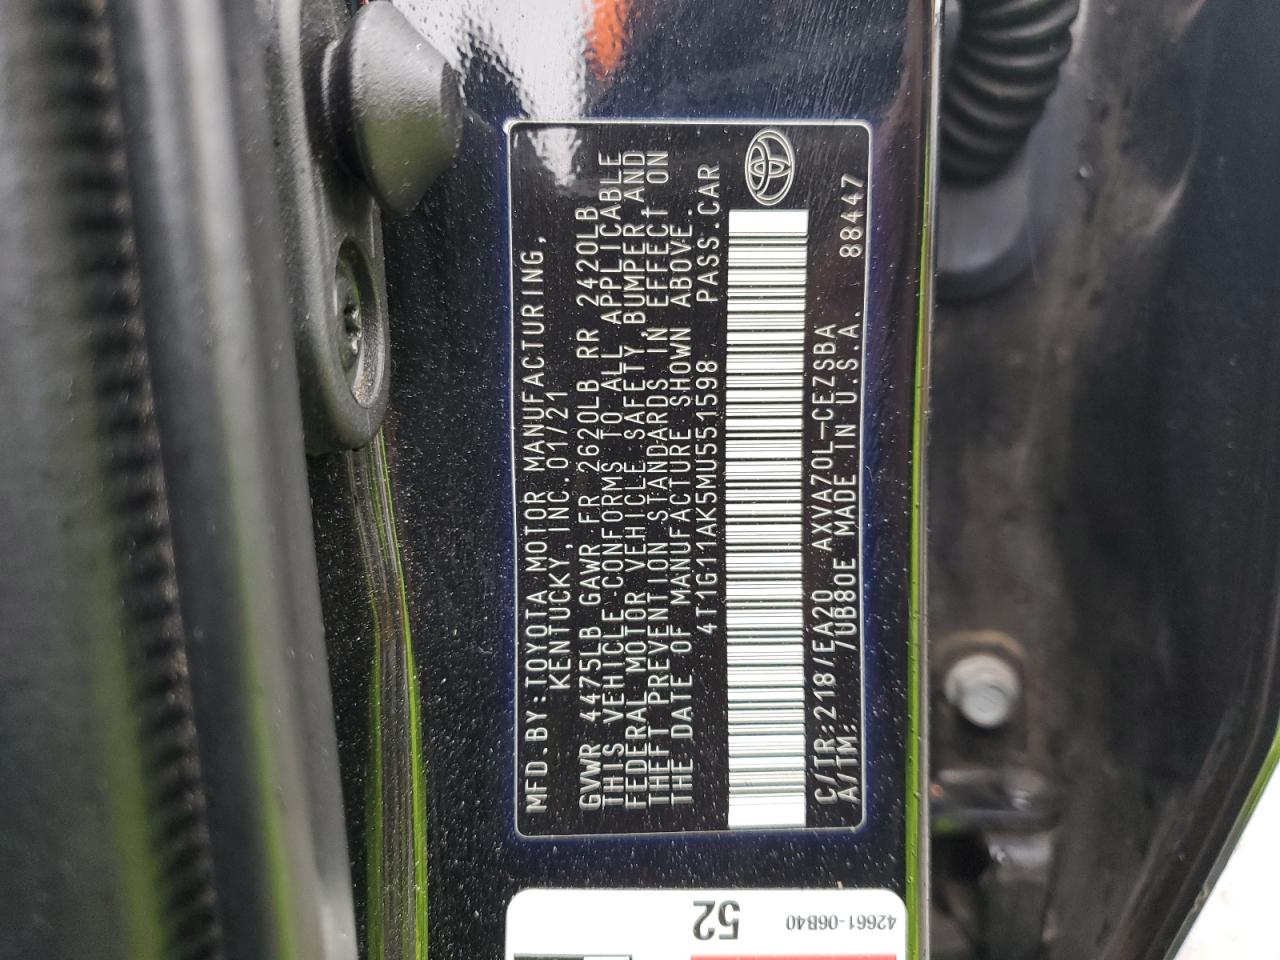 MFD.BY:TOYOTA MOTOR MANUFACTURING,
KENTUCKY,INC.01/21
GVWR 4475LB GAWR FR 2620LB RR 2420LB
THIS VEHICLE CONFORMS TO ALL APPLICABLE
FEDERAL MOTOR VEHICLE SAFETY,BUMPER,AND
THEFT PREVENTION STANDARDS IN EFFECT ON
THE DATE OF MANUFACTURE SHOWN ABOVE.
4T1G11AK5MU551598 PASS.CAR
C/TR:218/EA20 AXVA70L-CEZSBA
A/TM: /UB80E MADE IN U.S.A. 88447
52
42661-06B40